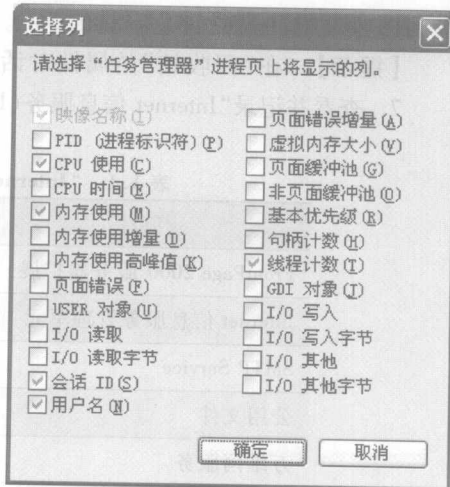 选择列
请选择“任务管理器”进程页上将显示的列。
映像名称(I)
PID (进程标识符)(P)
CPU 使用(C)
CPU 时间(E)
内存使用(M)
内存使用增量(D)
内存使用高峰值(K)
页面错误(F)
USER 对象(U)
I/O 读取
I/O 读取字节
会话 ID(S)
用户名(N)
页面错误增量(A)
虚拟内存大小(V)
页面缓冲池(G)
非页面缓冲池(O)
基本优先级(R)
句柄计数(H)
线程计数(T)
GDI 对象(J)
I/O 写入
I/O 写入字节
I/O 其他
I/O 其他字节
确定
取消